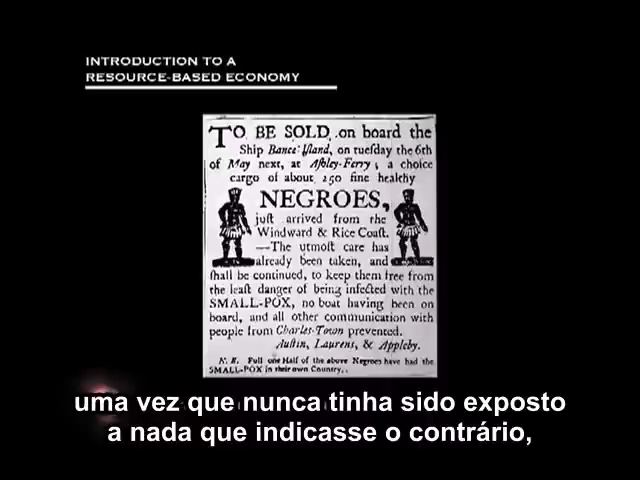 INTRODUCTION TO A
RESOURCE-BASED ECONOMY
TO BE SOLD, on board the
Ship Bance-Iſland, on tueſday the 6th
of May next, at Aſhley-Ferry; a choice
cargo of about 250 fine healthy
NEGROES,
juſt arrived from the
Windward & Rice Coaſt.
—The utmoſt care has
already been taken, and
ſhall be continued, to keep them free from
the leaſt danger of being infected with the
SMALL-POX, no boat having been on
board, and all other communication with
people from Charles-Town prevented.
Auſtin, Laurens, & Appleby.
N. B. Full one Half of the above Negroes have had the
SMALL-POX in their own Country.
uma vez que nunca tinha sido exposto
a nada que indicasse o contrário,